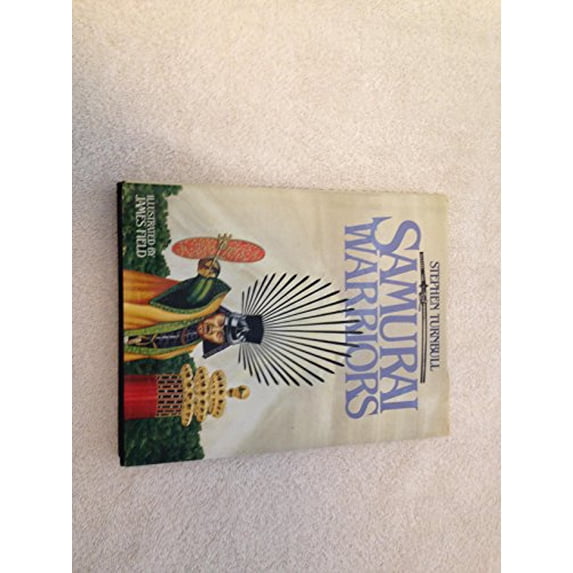 STEPHEN TURNBULL
SAMURAI
WARRIORS
ILLUSTRATED BY
JAMES FIELD